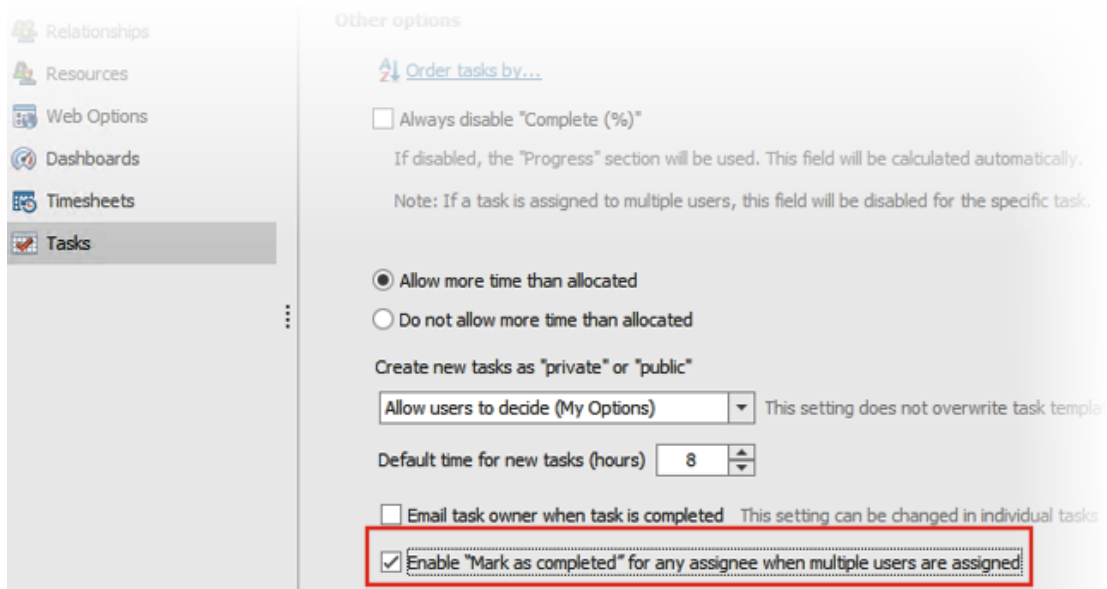 Relationships
Resources
Web Options
Dashboards
Timesheets
Tasks
Other options
Order tasks by...
Always disable "Complete (%)"
If disabled, the "Progress" section will be used. This field will be calculated automatically.
Note: If a task is assigned to multiple users, this field will be disabled for the specific task.
Allow more time than allocated
Do not allow more time than allocated
Create new tasks as "private" or "public"
Allow users to decide (My Options) This setting does not overwrite task templa
Default time for new tasks (hours) 8
Email task owner when task is completed This setting can be changed in individual tasks
Enable “Mark as completed” for any assignee when multiple users are assigned